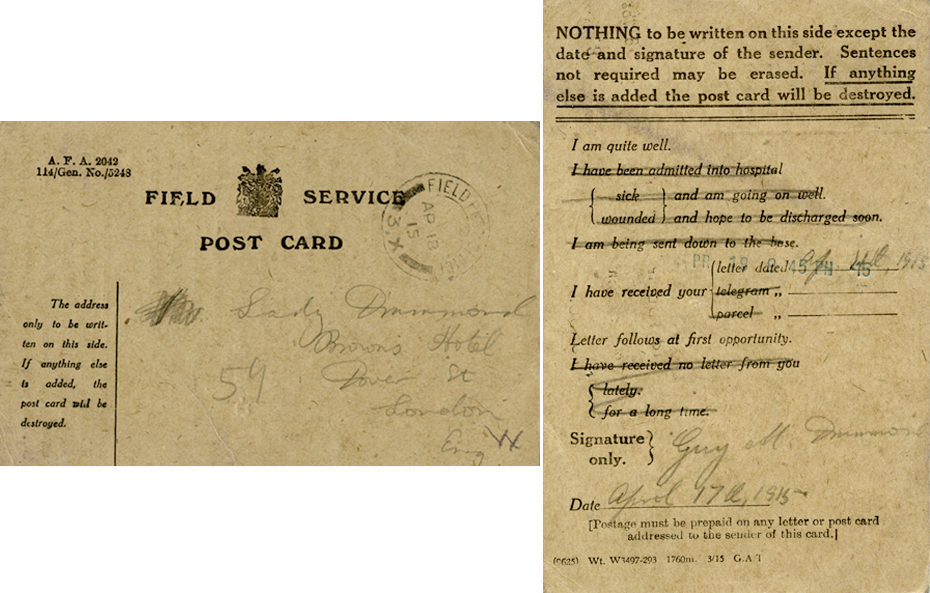 A. F. A. 2042
114/Gen. No./5248
FIELD SERVICE
POST CARD
FIELD
AP 18
15
3.X
The address
only to be writ-
ten on this side.
If anything else
is added, the
post card will be
destroyed.
Lady Drummond
Brown's Hotel
59 Dover St
London
Eng
NOTHING to be written on this side except the
date and signature of the sender. Sentences
not required may be erased. If anything
else is added the post card will be destroyed.
I am quite well.
I have been admitted into hospital
sick and am going on well.
wounded and hope to be discharged soon.
I am being sent down to the base.
letter dated Ap 4th 1915
I have received your telegram „
parcel „
Letter follows at first opportunity.
I have received no letter from you
lately.
for a long time.
Signature
only.
Guy M. Drummond
Date April 17th, 1915
[Postage must be prepaid on any letter or post card
addressed to the sender of this card.]
(C625) Wt. W3497-293 1760m. 3/15 G.A